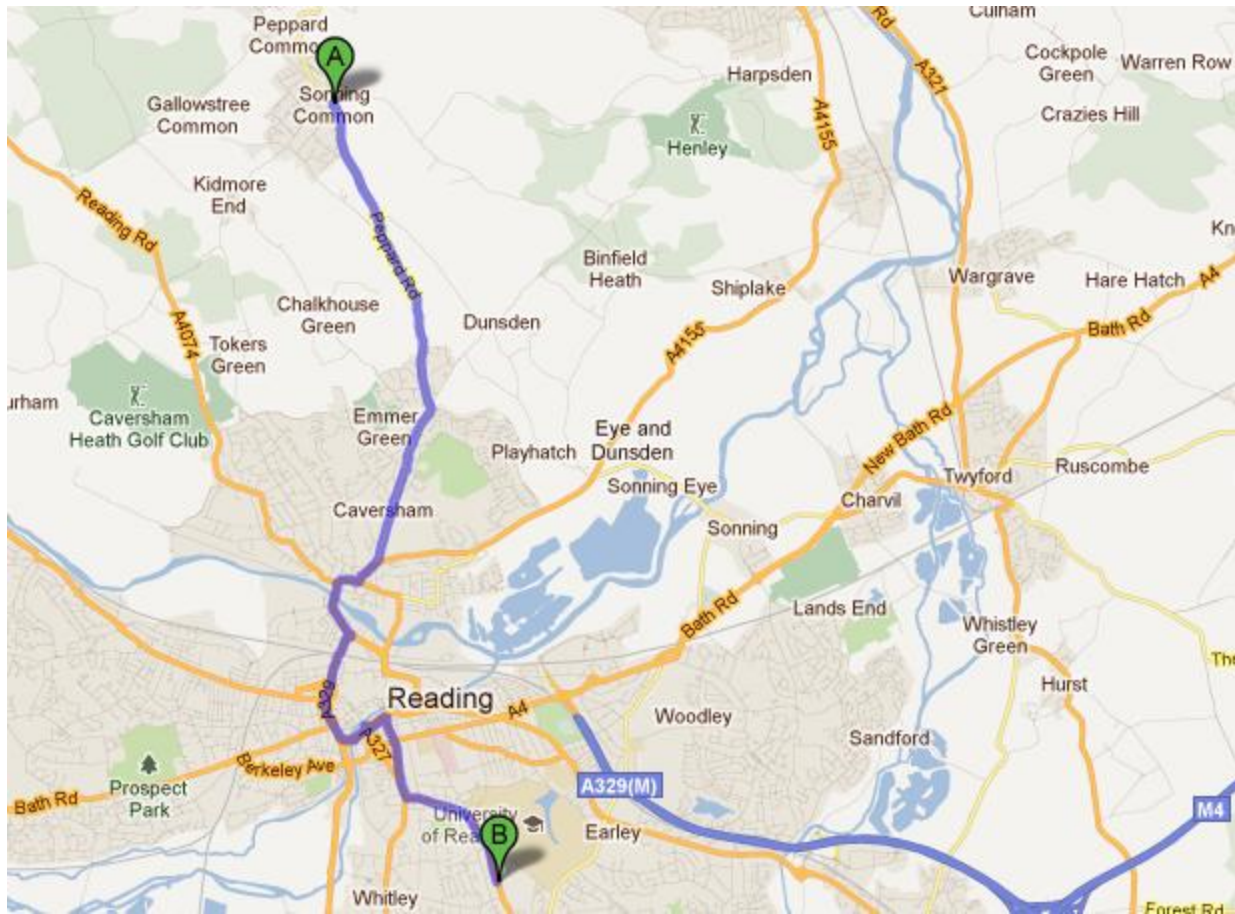 Peppard
Common
A
Sonning
Common
Gallowstree
Common
Kidmore
End
Reading Rd
A4074
Chalkhouse
Green
Tokers
Green
Caversham
Heath Golf Club
Peppard Rd
Dunsden
Emmer
Green
Caversham
Playhatch
Harpsden
Henley
A4155
Binfield
Heath
Shiplake
A4155
Eye and
Dunsden
Sonning Eye
Sonning
Rd
A321
Culham
Cockpole
Green
Warren Row
Crazies Hill
Wargrave
Hare Hatch
A4
Bath Rd
New Bath Rd
Charvil
Twyford
Ruscombe
Bath Rd
Lands End
Whistley
Green
Hurst
Reading
A329
A327
A4
Berkeley Ave
Prospect
Park
Bath Rd
Woodley
Sandford
A329(M)
M4
University
of Rea
B
Earley
Whitley
Forest Rd